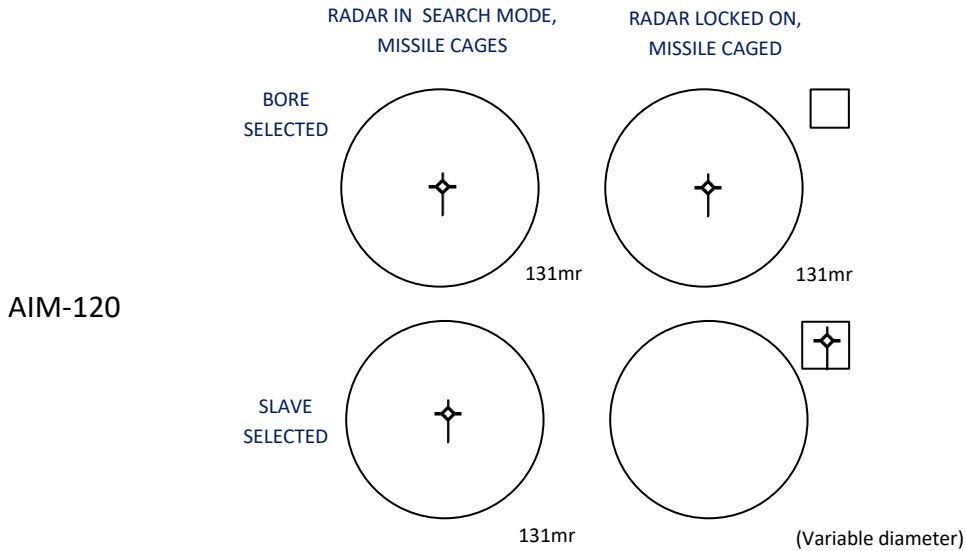 RADAR IN SEARCH MODE,
MISSILE CAGES
RADAR LOCKED ON,
MISSILE CAGED
BORE
SELECTED
131mr
131mr
AIM-120
SLAVE
SELECTED
131mr
(Variable diameter)